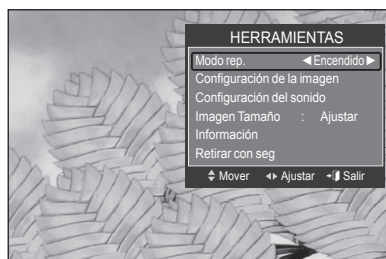 HERRAMIENTAS
Modo rep. ◀Encendido▶
Configuración de la imagen
Configuración del sonido
Imagen Tamaño : Ajustar
Información
Retirar con seg
Mover Ajustar Salir